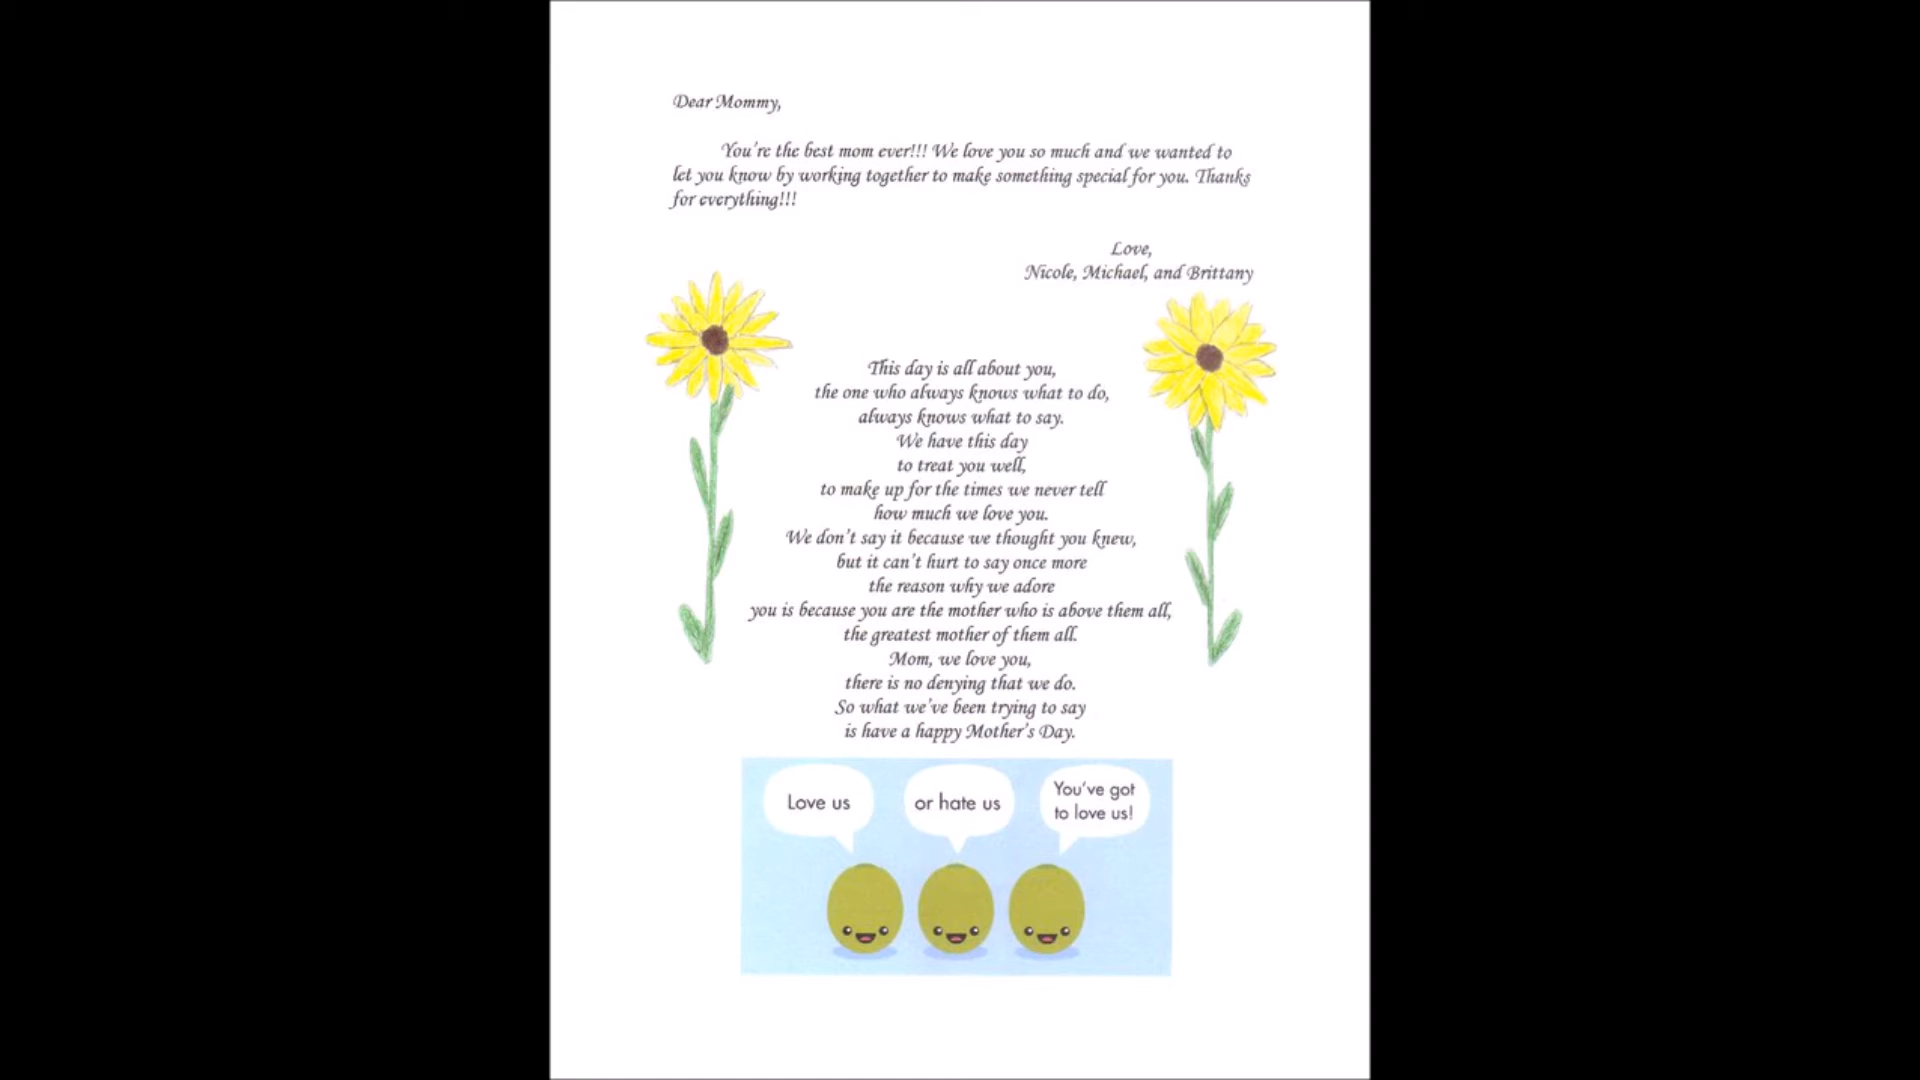 Dear Mommy,
You're the best mom ever!!! We love you so much and we wanted to
let you know by working together to make something special for you. Thanks
for everything!!!
Love,
Nicole, Michael, and Brittany
This day is all about you,
the one who always knows what to do,
always knows what to say.
We have this day
to treat you well,
to make up for the times we never tell
how much we love you.
We don't say it because we thought you knew,
but it can't hurt to say once more
the reason why we adore
you is because you are the mother who is above them all,
the greatest mother of them all.
Mom, we love you,
there is no denying that we do.
So what we've been trying to say
is have a happy Mother's Day.
Love us
or hate us
You've got
to love us!